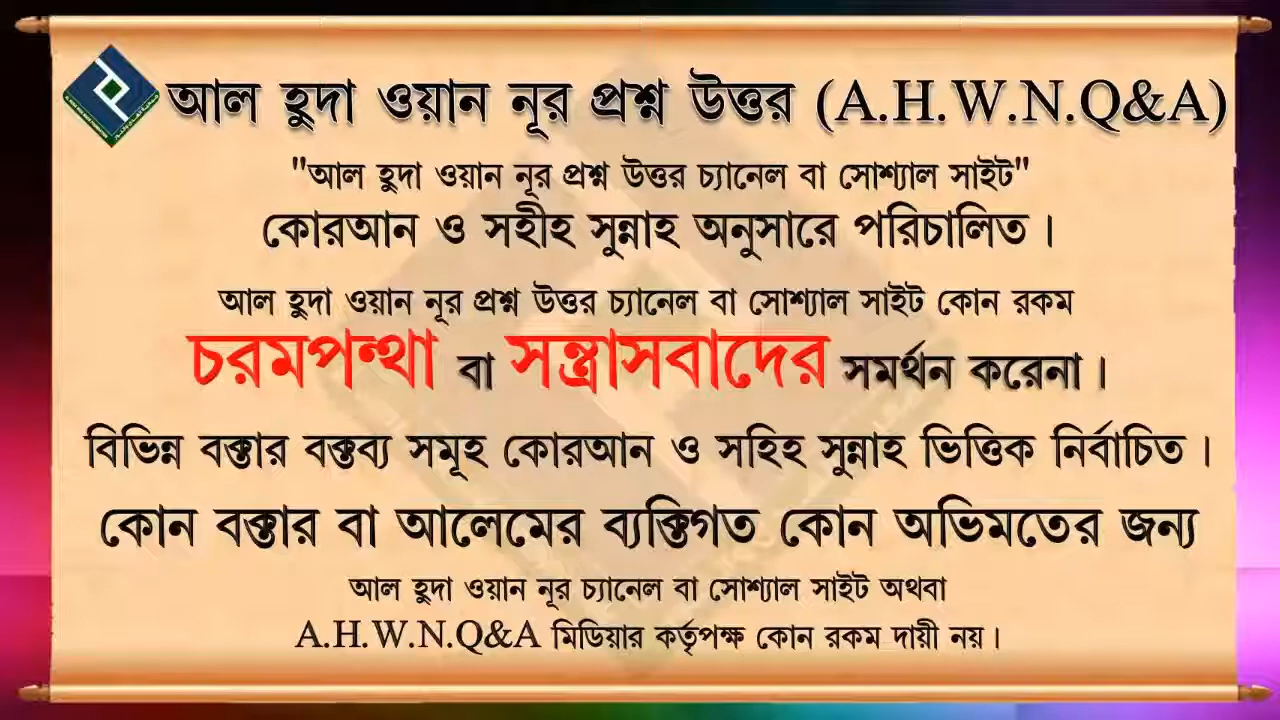 আল হুদা ওয়ান নূর প্রশ্ন উত্তর (A.H.W.N.Q&A)
"আল হুদা ওয়ান নূর প্রশ্ন উত্তর চ্যানেল বা সোশ্যাল সাইট"
কোরআন ও সহীহ সুন্নাহ অনুসারে পরিচালিত।
আল হুদা ওয়ান নূর প্রশ্ন উত্তর চ্যানেল বা সোশ্যাল সাইট কোন রকম
চরমপন্থা বা সন্ত্রাসবাদের সমর্থন করেনা।
বিভিন্ন বক্তার বক্তব্য সমূহ কোরআন ও সহিহ সুন্নাহ ভিত্তিক নির্বাচিত।
কোন বক্তার বা আলেমের ব্যক্তিগত কোন অভিমতের জন্য
আল হুদা ওয়ান নূর চ্যানেল বা সোশ্যাল সাইট অথবা
A.H.W.N.Q&A মিডিয়ার কর্তৃপক্ষ কোন রকম দায়ী নয়।